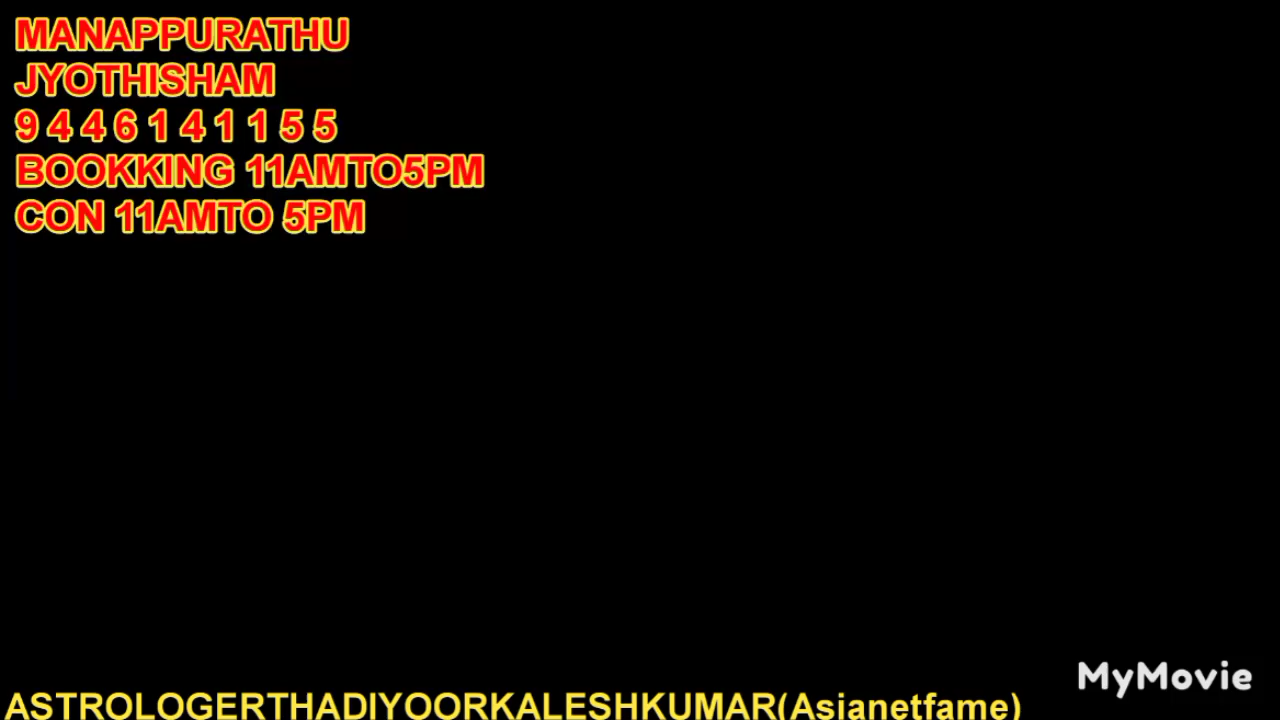 MANAPPURATHU
JYOTHISHAM
9 4 4 6 1 4 1 1 5 5
BOOKKING 11AMTO5PM
CON 11AMTO 5PM
MyMovie
ASTROLOGERTHADIYOORKALESHKUMAR(Asianetfame)